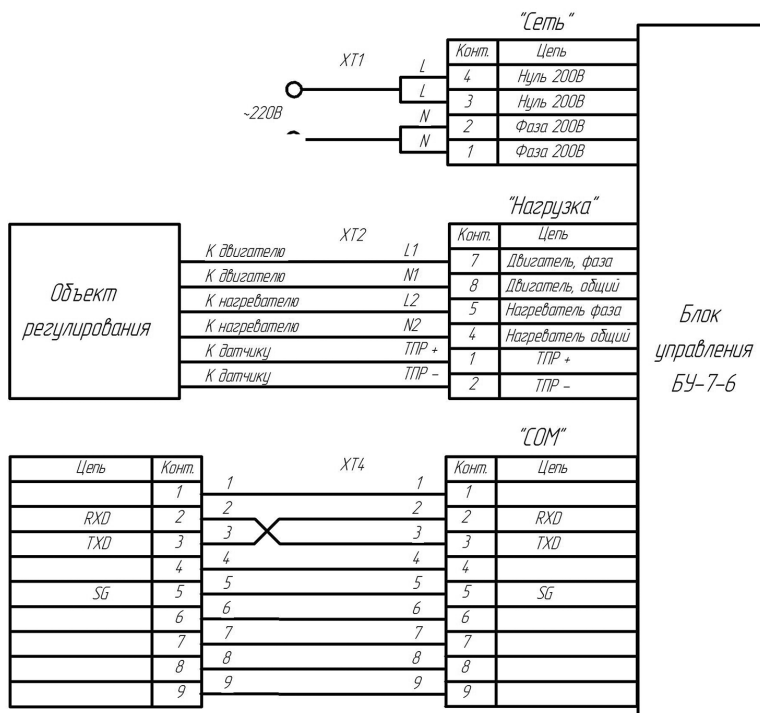 "Сеть"
ХТ1
~220В
L
L
N
N
Конт. Цепь
4 Нуль 200В
3 Нуль 200В
2 Фаза 200В
1 Фаза 200В
"Нагрузка"
Объект
регулирования
ХТ2
К двигателю L1
К двигателю N1
К нагревателю L2
К нагревателю N2
К датчику ТПР +
К датчику ТПР –
Конт. Цепь
7 Двигатель, фаза
8 Двигатель, общий
5 Нагреватель фаза
4 Нагреватель общий
1 ТПР +
2 ТПР –
Блок
управления
БУ-7-6
"COM"
ХТ4
Цепь Конт. Конт. Цепь
1 1 1 1
RXD 2 2 2 2 RXD
TXD 3 3 3 3 TXD
4 4 4 4
SG 5 5 5 5 SG
6 6 6 6
7 7 7 7
8 8 8 8
9 9 9 9